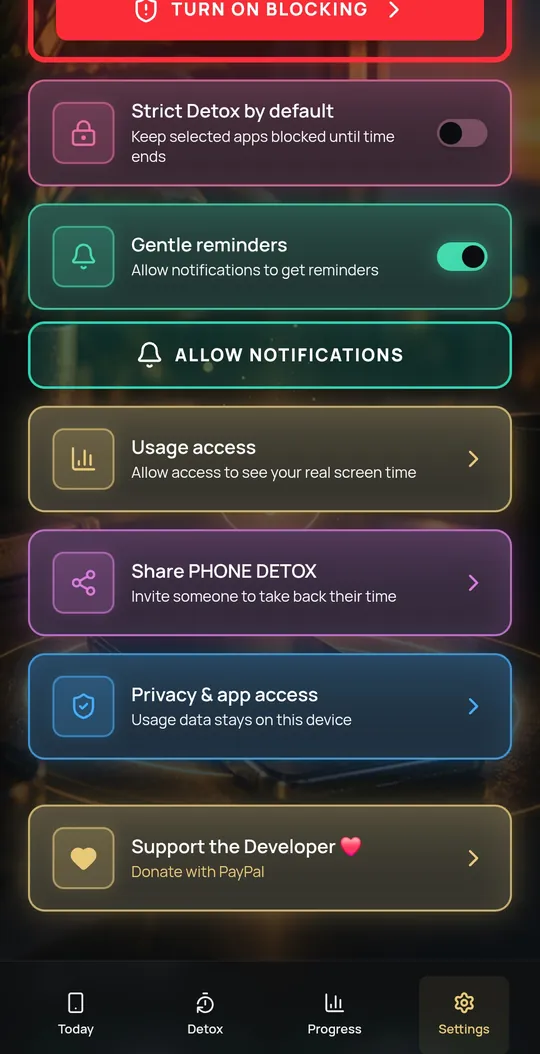 TURN ON BLOCKING
Strict Detox by default
Keep selected apps blocked until time
ends
Gentle reminders
Allow notifications to get reminders
ALLOW NOTIFICATIONS
Usage access
Allow access to see your real screen time
Share PHONE DETOX
Invite someone to take back their time
Privacy & app access
Usage data stays on this device
Support the Developer ❤️
Donate with PayPal
Today
Detox
Progress
Settings